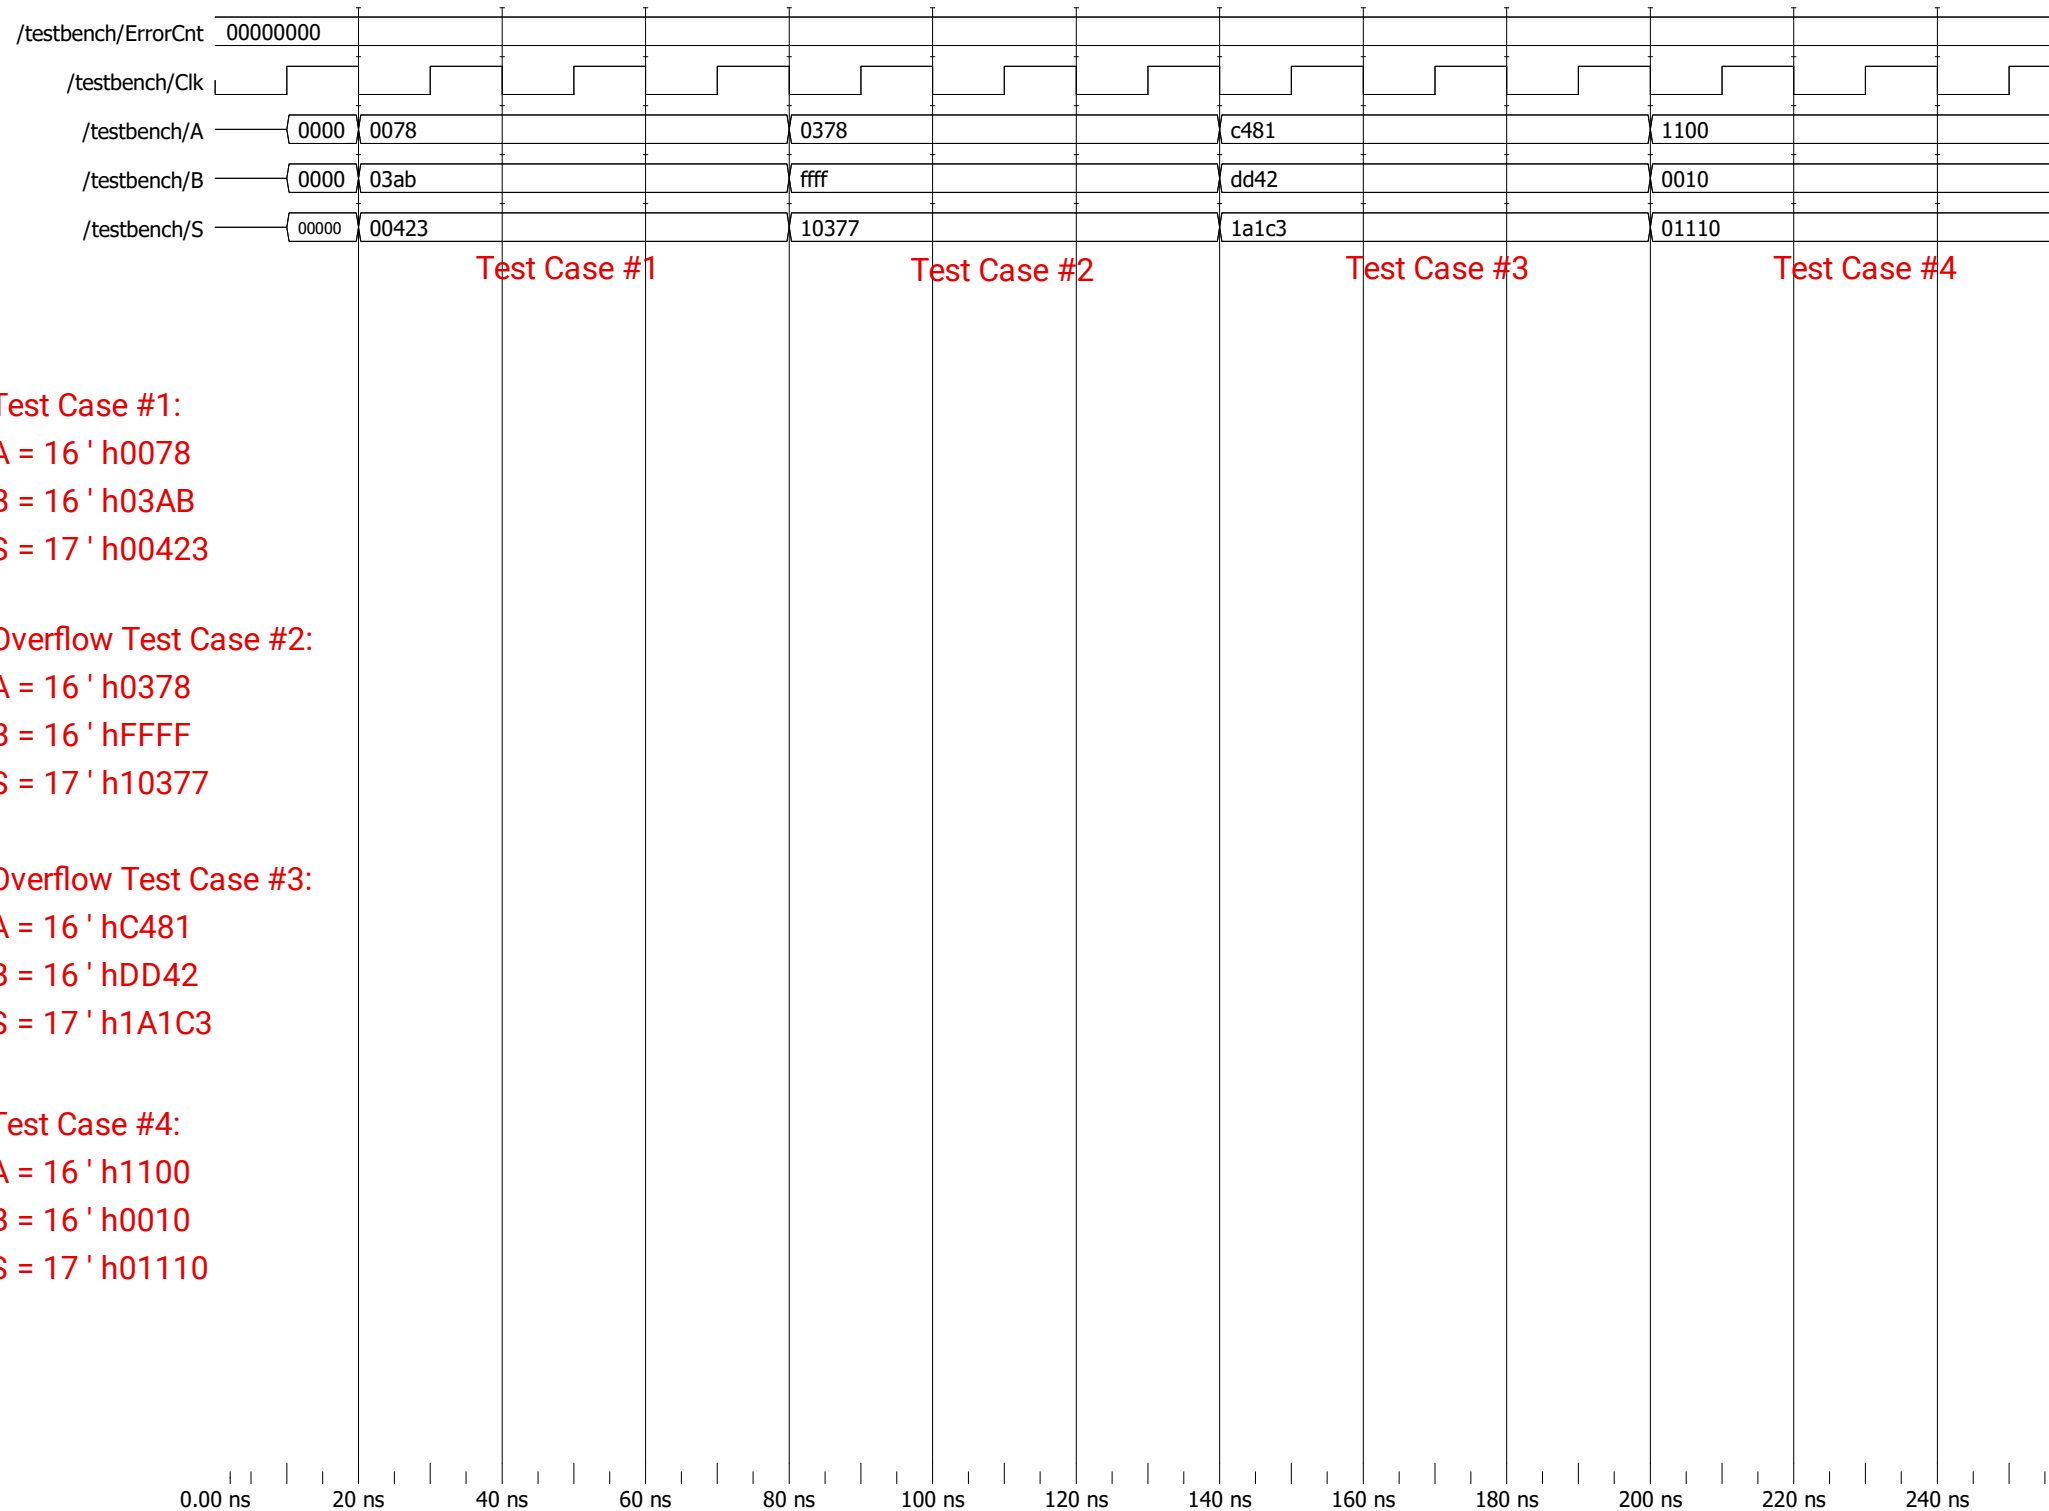 /testbench/ErrorCnt 00000000
/testbench/Clk
/testbench/A 0000 0078 0378 c481 1100
/testbench/B 0000 03ab ffff dd42 0010
/testbench/S 00000 00423 10377 1a1c3 01110
Test Case #1 Test Case #2 Test Case #3 Test Case #4
Test Case #1:
A = 16 ' h0078
B = 16 ' h03AB
S = 17 ' h00423
Overflow Test Case #2:
A = 16 ' h0378
B = 16 ' hFFFF
S = 17 ' h10377
Overflow Test Case #3:
A = 16 ' hC481
B = 16 ' hDD42
S = 17 ' h1A1C3
Test Case #4:
A = 16 ' h1100
B = 16 ' h0010
S = 17 ' h01110
0.00 ns 20 ns 40 ns 60 ns 80 ns 100 ns 120 ns 140 ns 160 ns 180 ns 200 ns 220 ns 240 ns